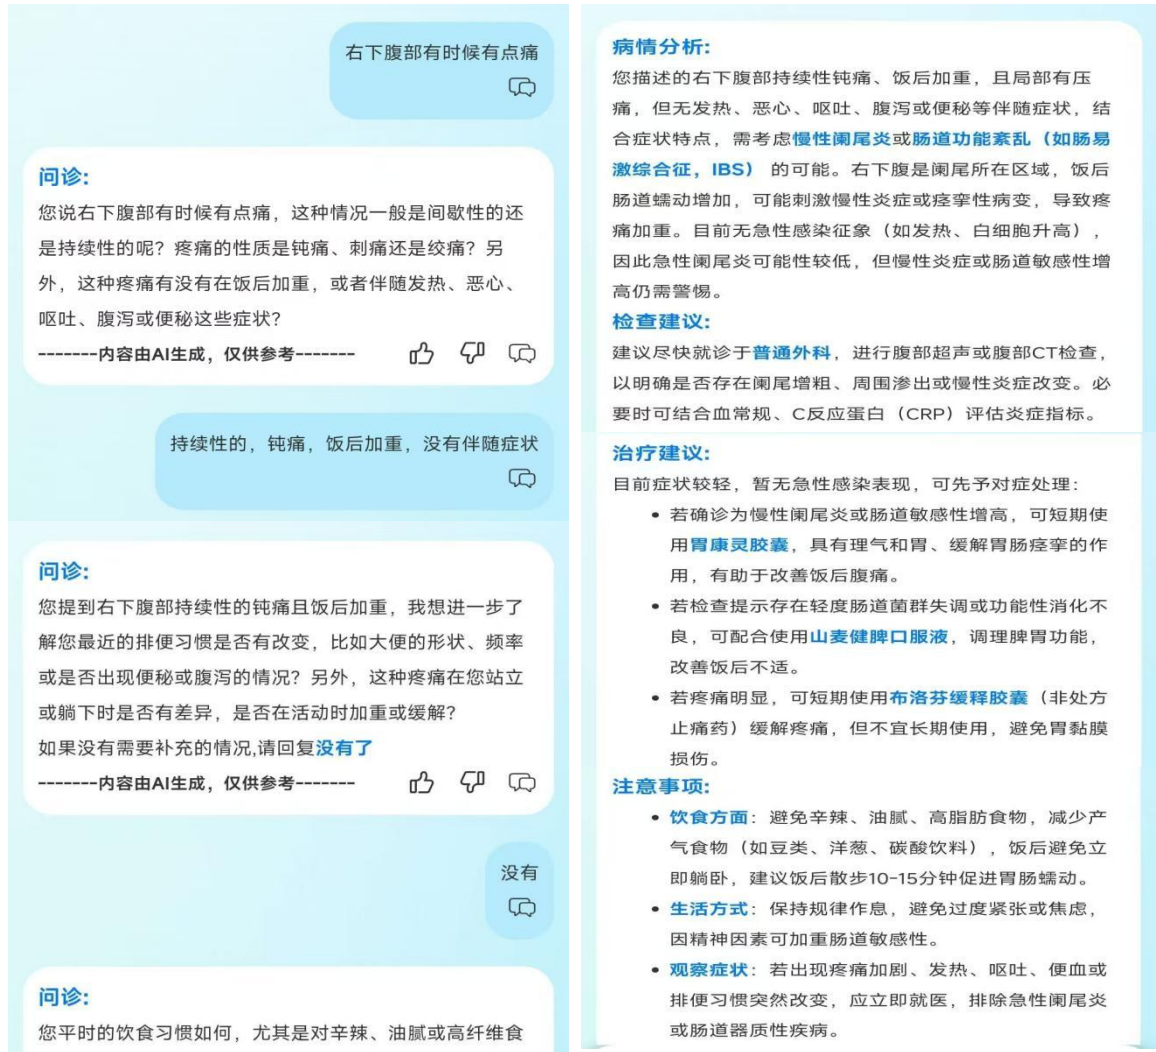 右下腹部有时候有点痛
问诊:
您说右下腹部有时候有点痛，这种情况一般是间歇性的还
是持续性的呢？疼痛的性质是钝痛、刺痛还是绞痛？另
外，这种疼痛有没有在饭后加重，或者伴随发热、恶心、
呕吐、腹泻或便秘这些症状？
-------内容由AI生成，仅供参考-------
持续性的，钝痛，饭后加重，没有伴随症状
问诊:
您提到右下腹部持续性的钝痛且饭后加重，我想进一步了
解您最近的排便习惯是否有改变，比如大便的形状、频率
或是否出现便秘或腹泻的情况？另外，这种疼痛在您站立
或躺下时是否有差异，是否在活动时加重或缓解？
如果没有需要补充的情况,请回复没有了
-------内容由AI生成，仅供参考-------
没有
问诊:
您平时的饮食习惯如何，尤其是对辛辣、油腻或高纤维食
病情分析:
您描述的右下腹部持续性钝痛、饭后加重，且局部有压
痛，但无发热、恶心、呕吐、腹泻或便秘等伴随症状，结
合症状特点，需考虑慢性阑尾炎或肠道功能紊乱（如肠易
激综合征，IBS）的可能。右下腹是阑尾所在区域，饭后
肠道蠕动增加，可能刺激慢性炎症或痉挛性病变，导致疼
痛加重。目前无急性感染征象（如发热、白细胞升高），
因此急性阑尾炎可能性较低，但慢性炎症或肠道敏感性增
高仍需警惕。
检查建议:
建议尽快就诊于普通外科，进行腹部超声或腹部CT检查，
以明确是否存在阑尾增粗、周围渗出或慢性炎症改变。必
要时可结合血常规、C反应蛋白（CRP）评估炎症指标。
治疗建议:
目前症状较轻，暂无急性感染表现，可先予对症处理：
• 若确诊为慢性阑尾炎或肠道敏感性增高，可短期使
用胃康灵胶囊，具有理气和胃、缓解胃肠痉挛的作
用，有助于改善饭后腹痛。
• 若检查提示存在轻度肠道菌群失调或功能性消化不
良，可配合使用山麦健脾口服液，调理脾胃功能，
改善饭后不适。
• 若疼痛明显，可短期使用布洛芬缓释胶囊（非处方
止痛药）缓解疼痛，但不宜长期使用，避免胃黏膜
损伤。
注意事项:
• 饮食方面：避免辛辣、油腻、高脂肪食物，减少产
气食物（如豆类、洋葱、碳酸饮料），饭后避免立
即躺卧，建议饭后散步10-15分钟促进胃肠蠕动。
• 生活方式：保持规律作息，避免过度紧张或焦虑，
因精神因素可加重肠道敏感性。
• 观察症状：若出现疼痛加剧、发热、呕吐、便血或
排便习惯突然改变，应立即就医，排除急性阑尾炎
或肠道器质性疾病。